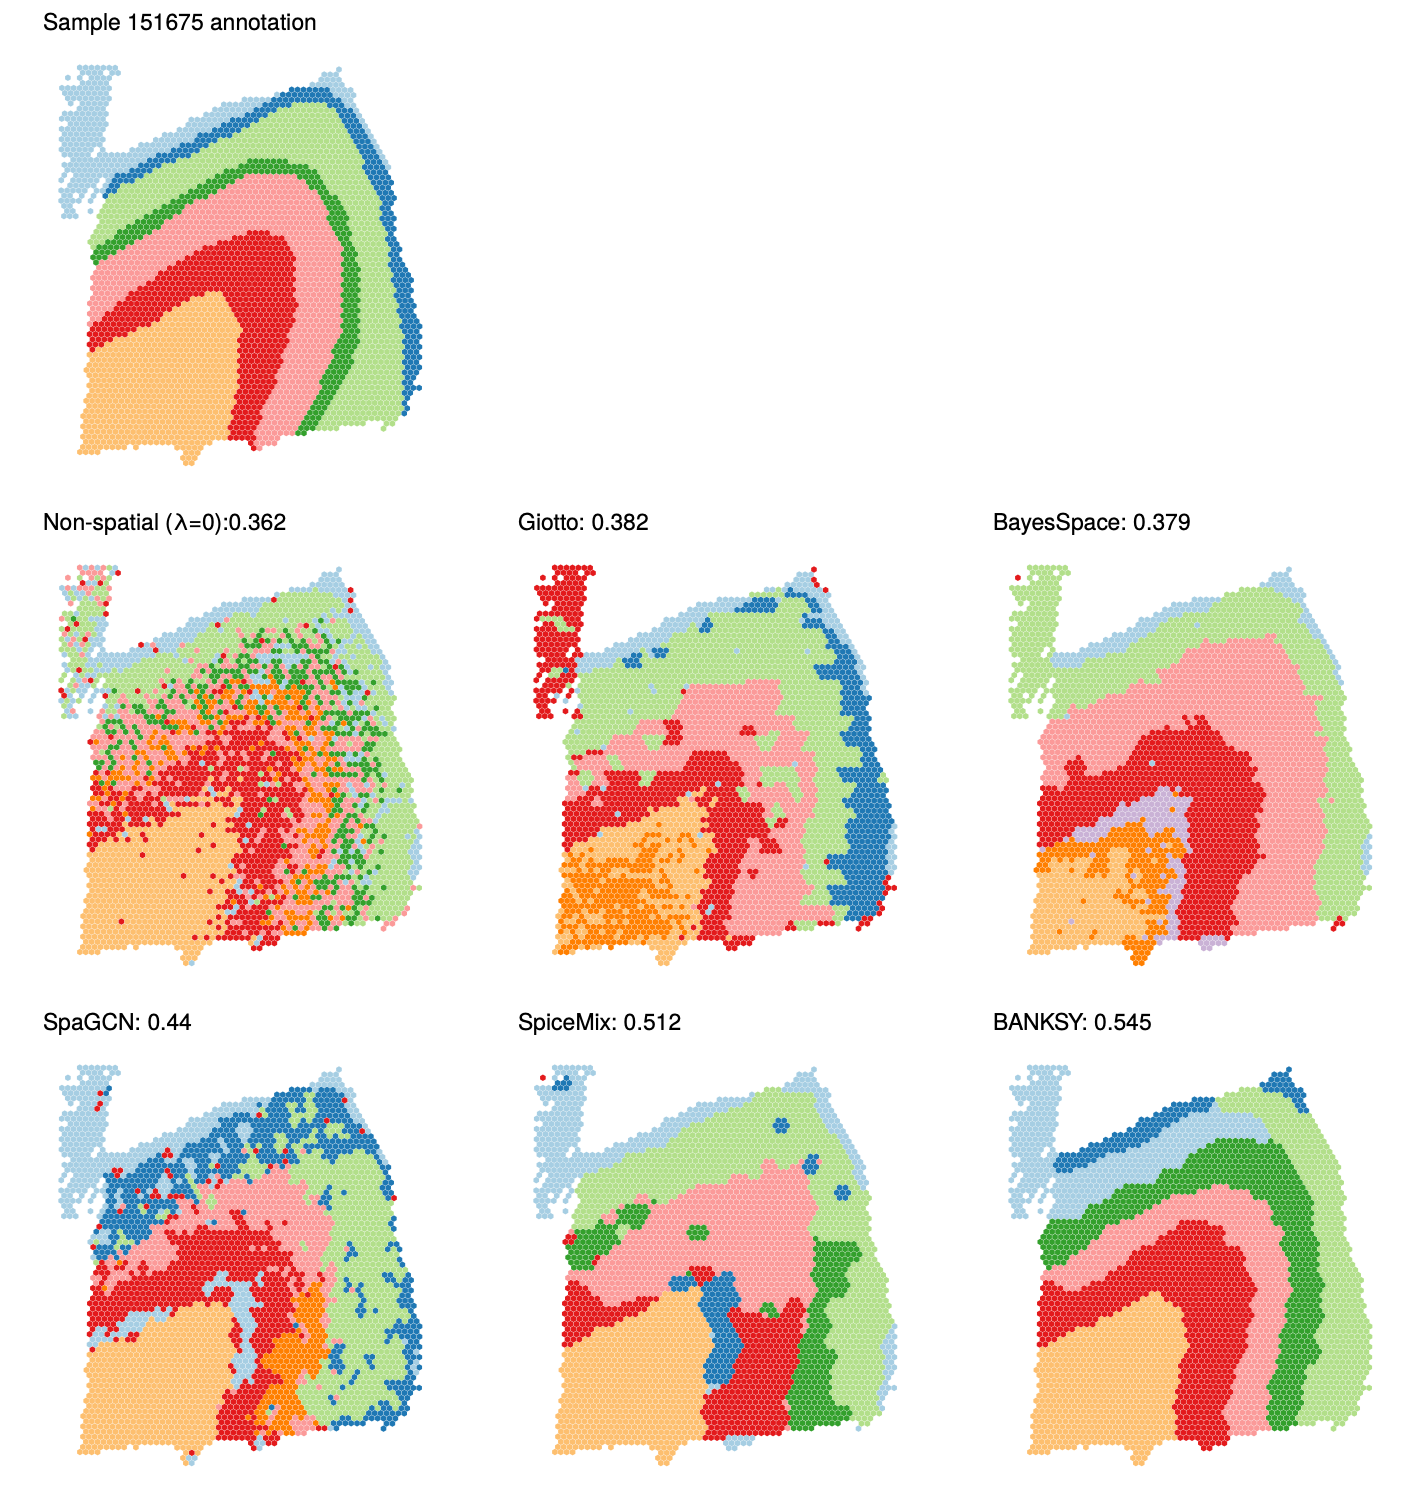 Sample 151675 annotation
Non-spatial (λ=0):0.362
Giotto: 0.382
BayesSpace: 0.379
SpaGCN: 0.44
SpiceMix: 0.512
BANKSY: 0.545